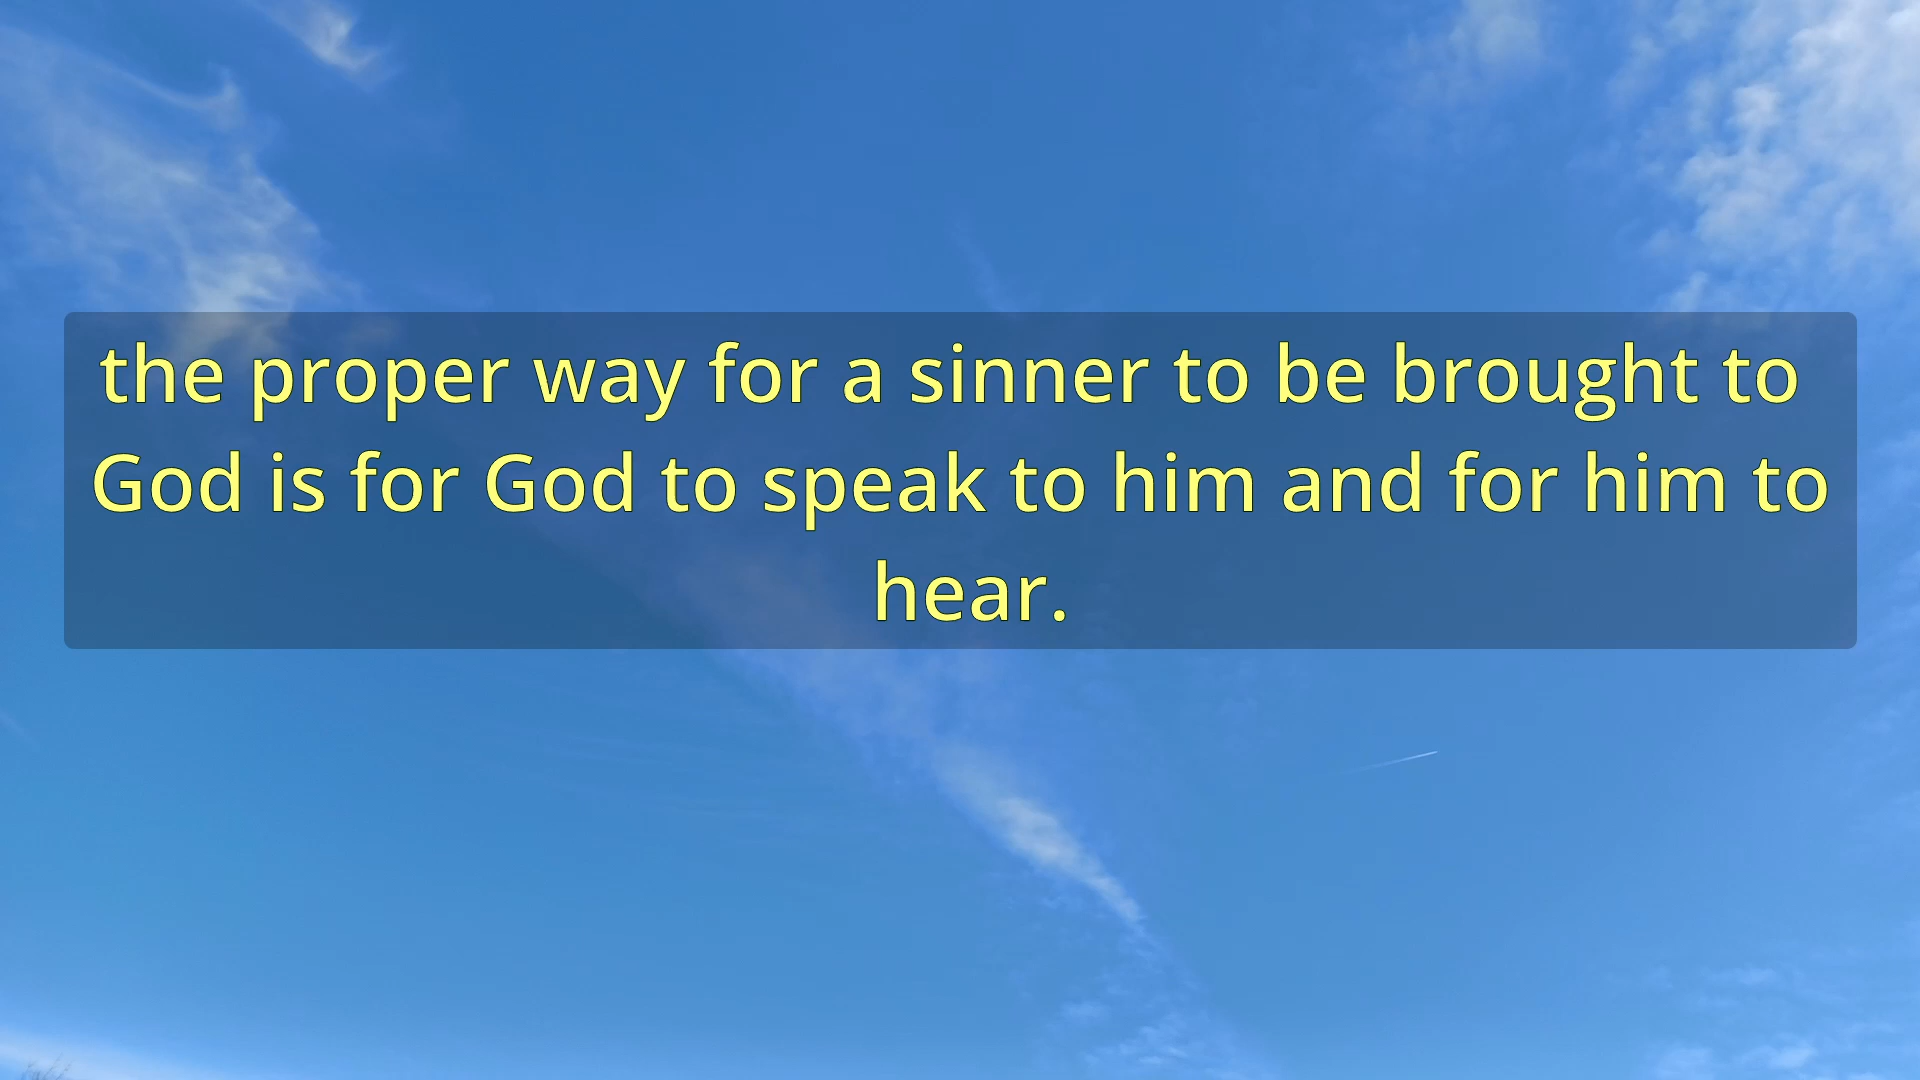 the proper way for a sinner to be brought to
God is for God to speak to him and for him to
hear.